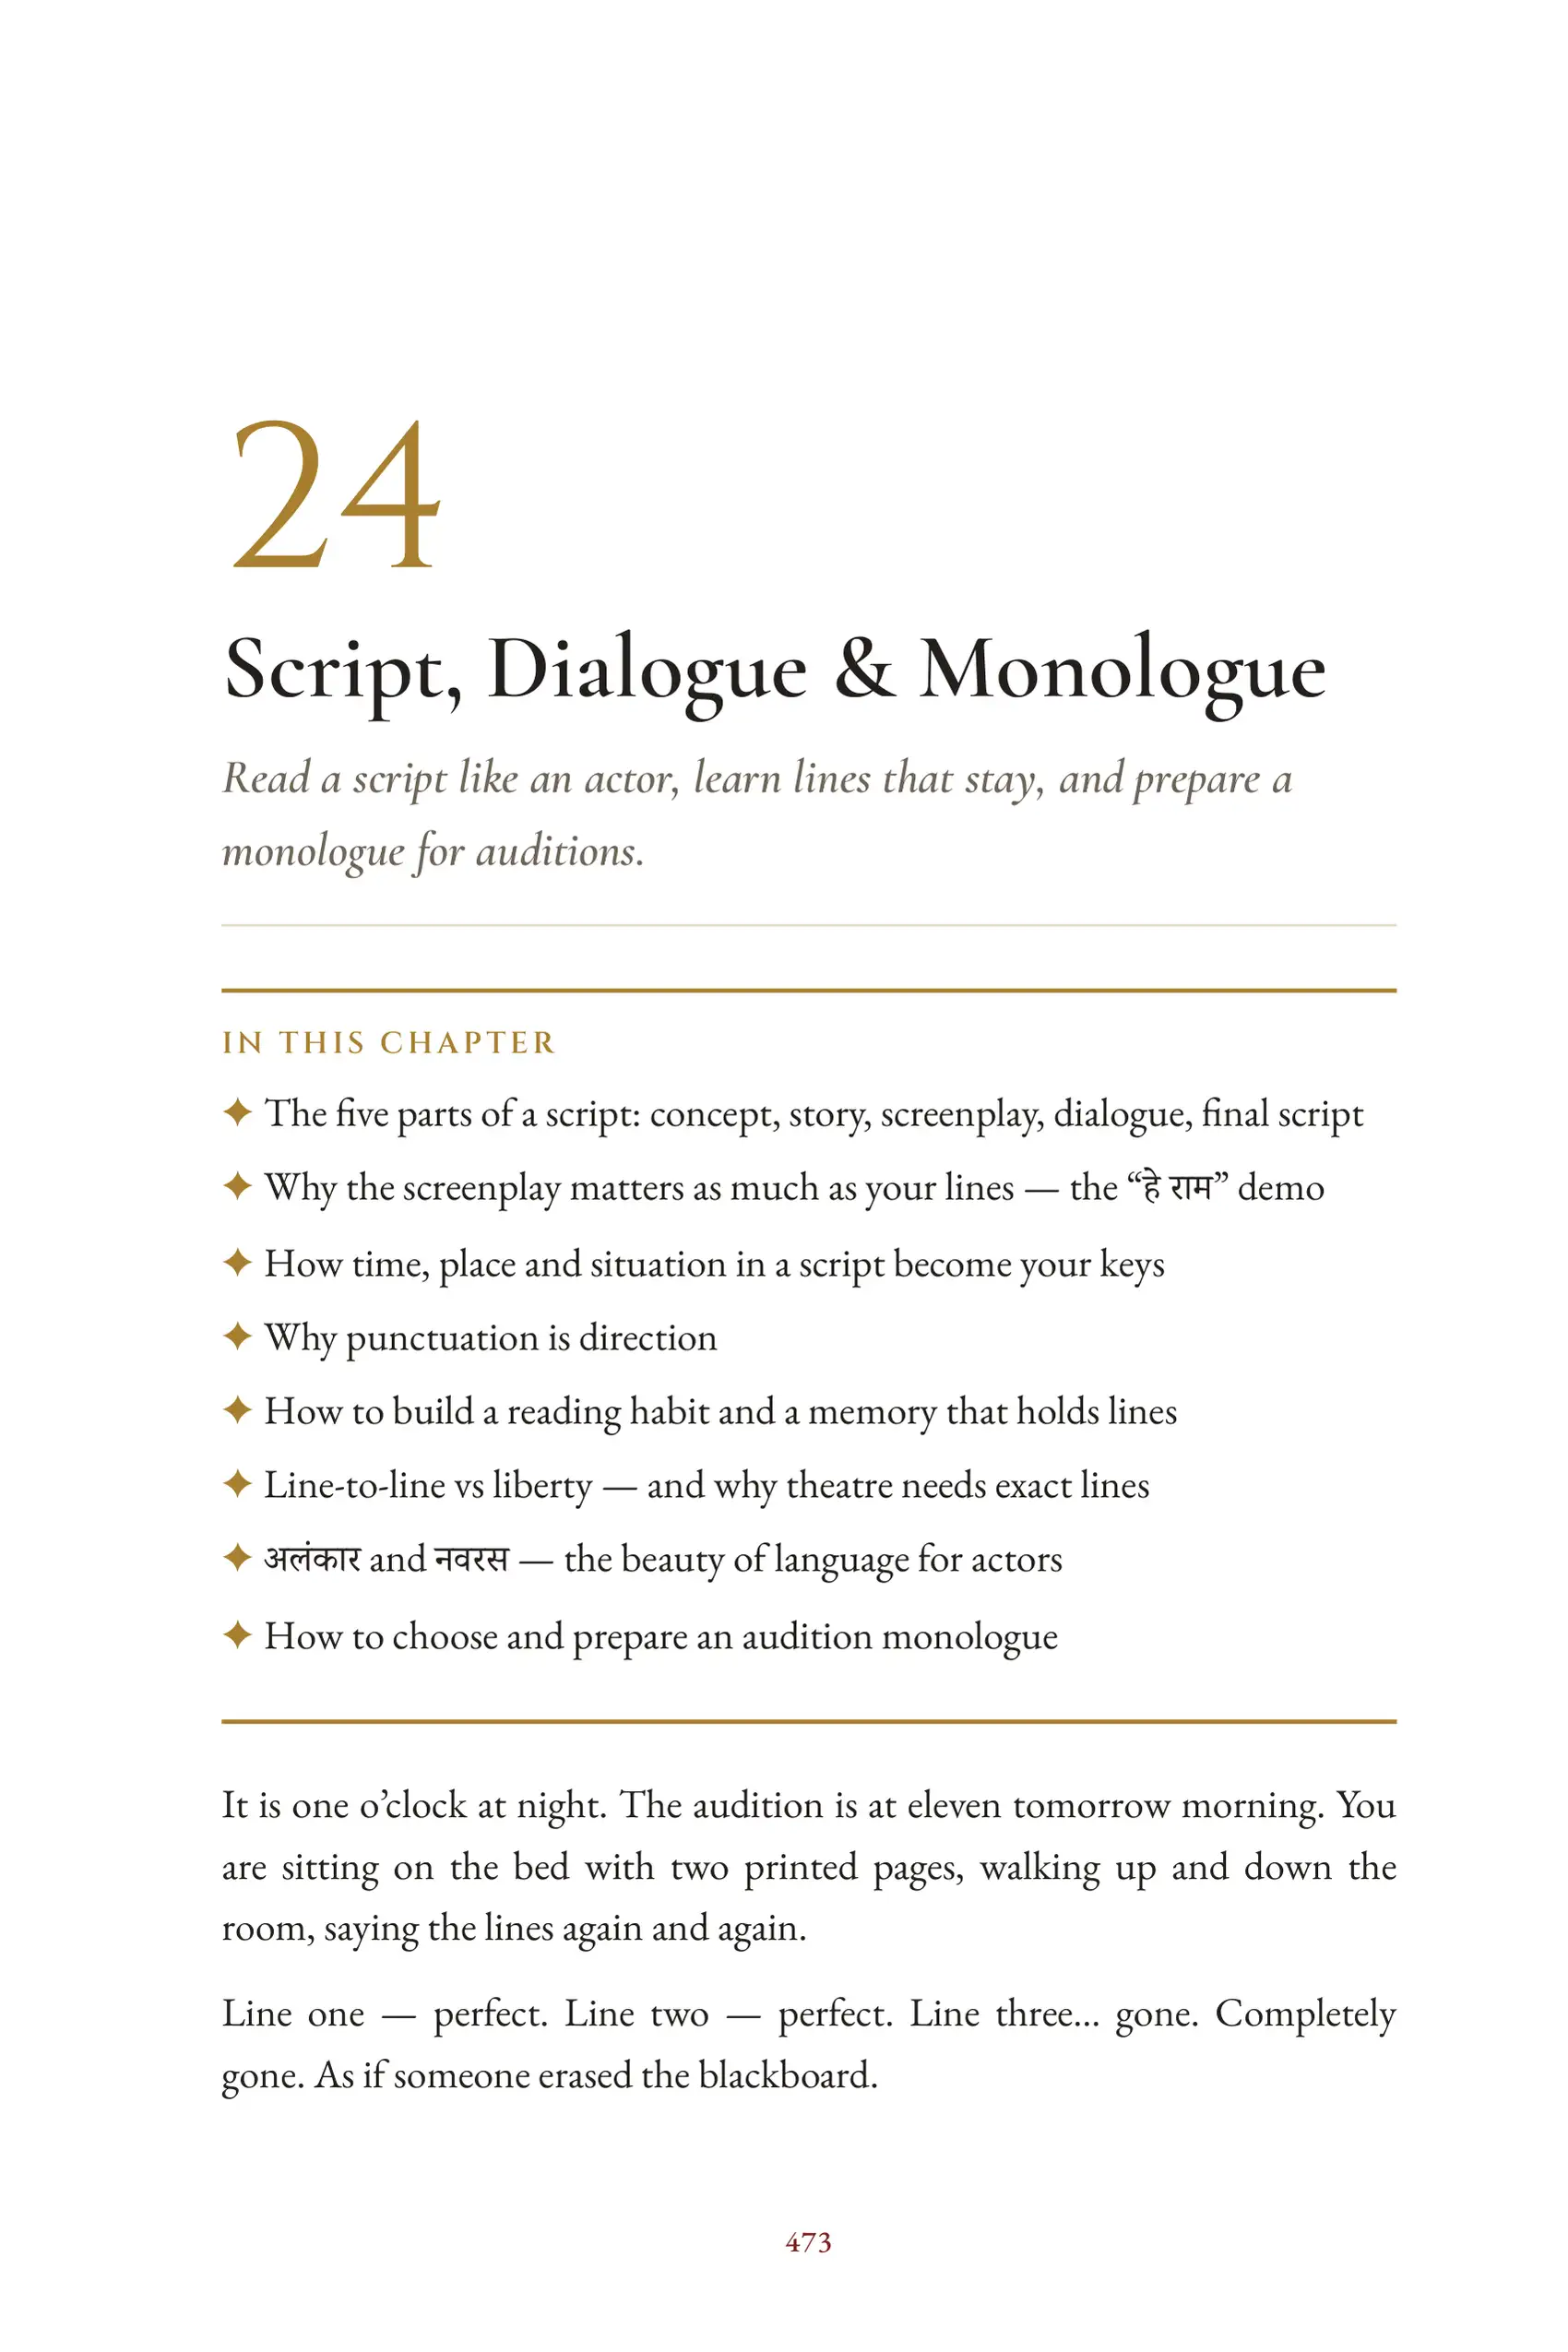 24
Script, Dialogue & Monologue
Read a script like an actor, learn lines that stay, and prepare a
monologue for auditions.
IN THIS CHAPTER
✦ The five parts of a script: concept, story, screenplay, dialogue, final script
✦ Why the screenplay matters as much as your lines — the “हे राम” demo
✦ How time, place and situation in a script become your keys
✦ Why punctuation is direction
✦ How to build a reading habit and a memory that holds lines
✦ Line-to-line vs liberty — and why theatre needs exact lines
✦ अलंकार and नवरस — the beauty of language for actors
✦ How to choose and prepare an audition monologue
It is one o’clock at night. The audition is at eleven tomorrow morning. You
are sitting on the bed with two printed pages, walking up and down the
room, saying the lines again and again.
Line one — perfect. Line two — perfect. Line three… gone. Completely
gone. As if someone erased the blackboard.
473